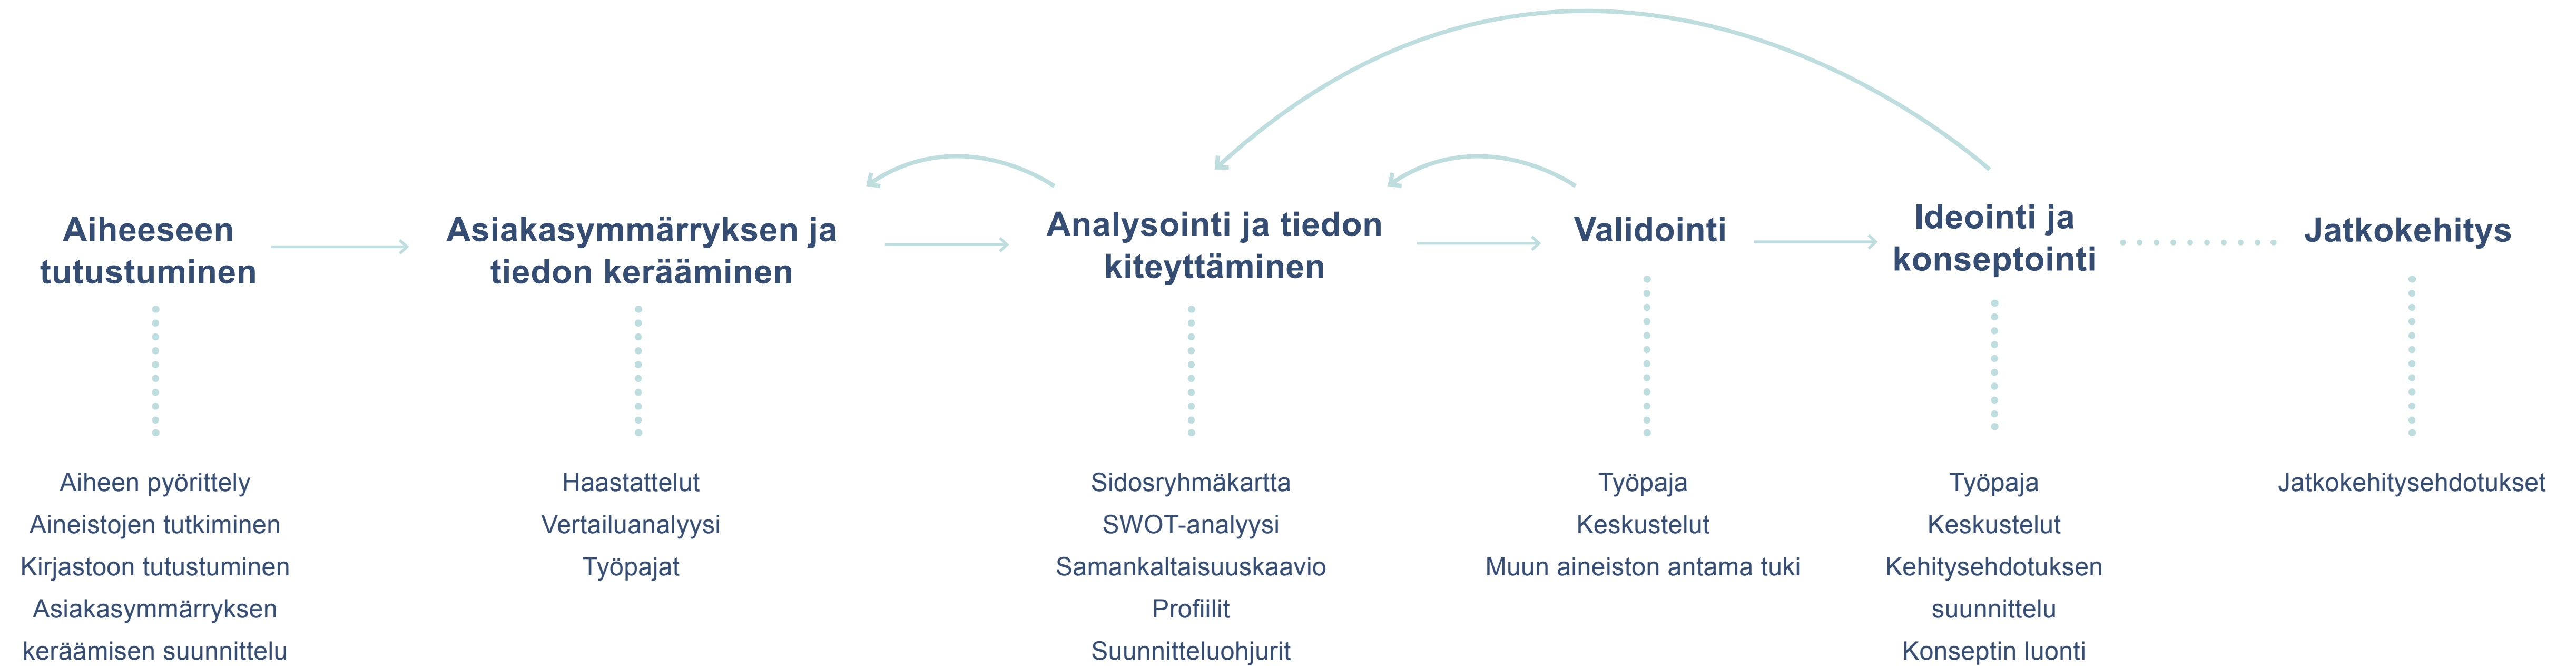 Aiheeseen
tutustuminen
Asiakasymmärryksen ja
tiedon kerääminen
Analysointi ja tiedon
kiteyttäminen
Validointi
Ideointi ja
konseptointi
Jatkokehitys
Aiheen pyörittely
Aineistojen tutkiminen
Kirjastoon tutustuminen
Asiakasymmärryksen
keräämisen suunnittelu
Haastattelut
Vertailuanalyysi
Työpajat
Sidosryhmäkartta
SWOT-analyysi
Samankaltaisuuskaavio
Profiilit
Suunnitteluohjurit
Työpaja
Keskustelut
Muun aineiston antama tuki
Työpaja
Keskustelut
Kehitysehdotuksen
suunnittelu
Konseptin luonti
Jatkokehitysehdotukset